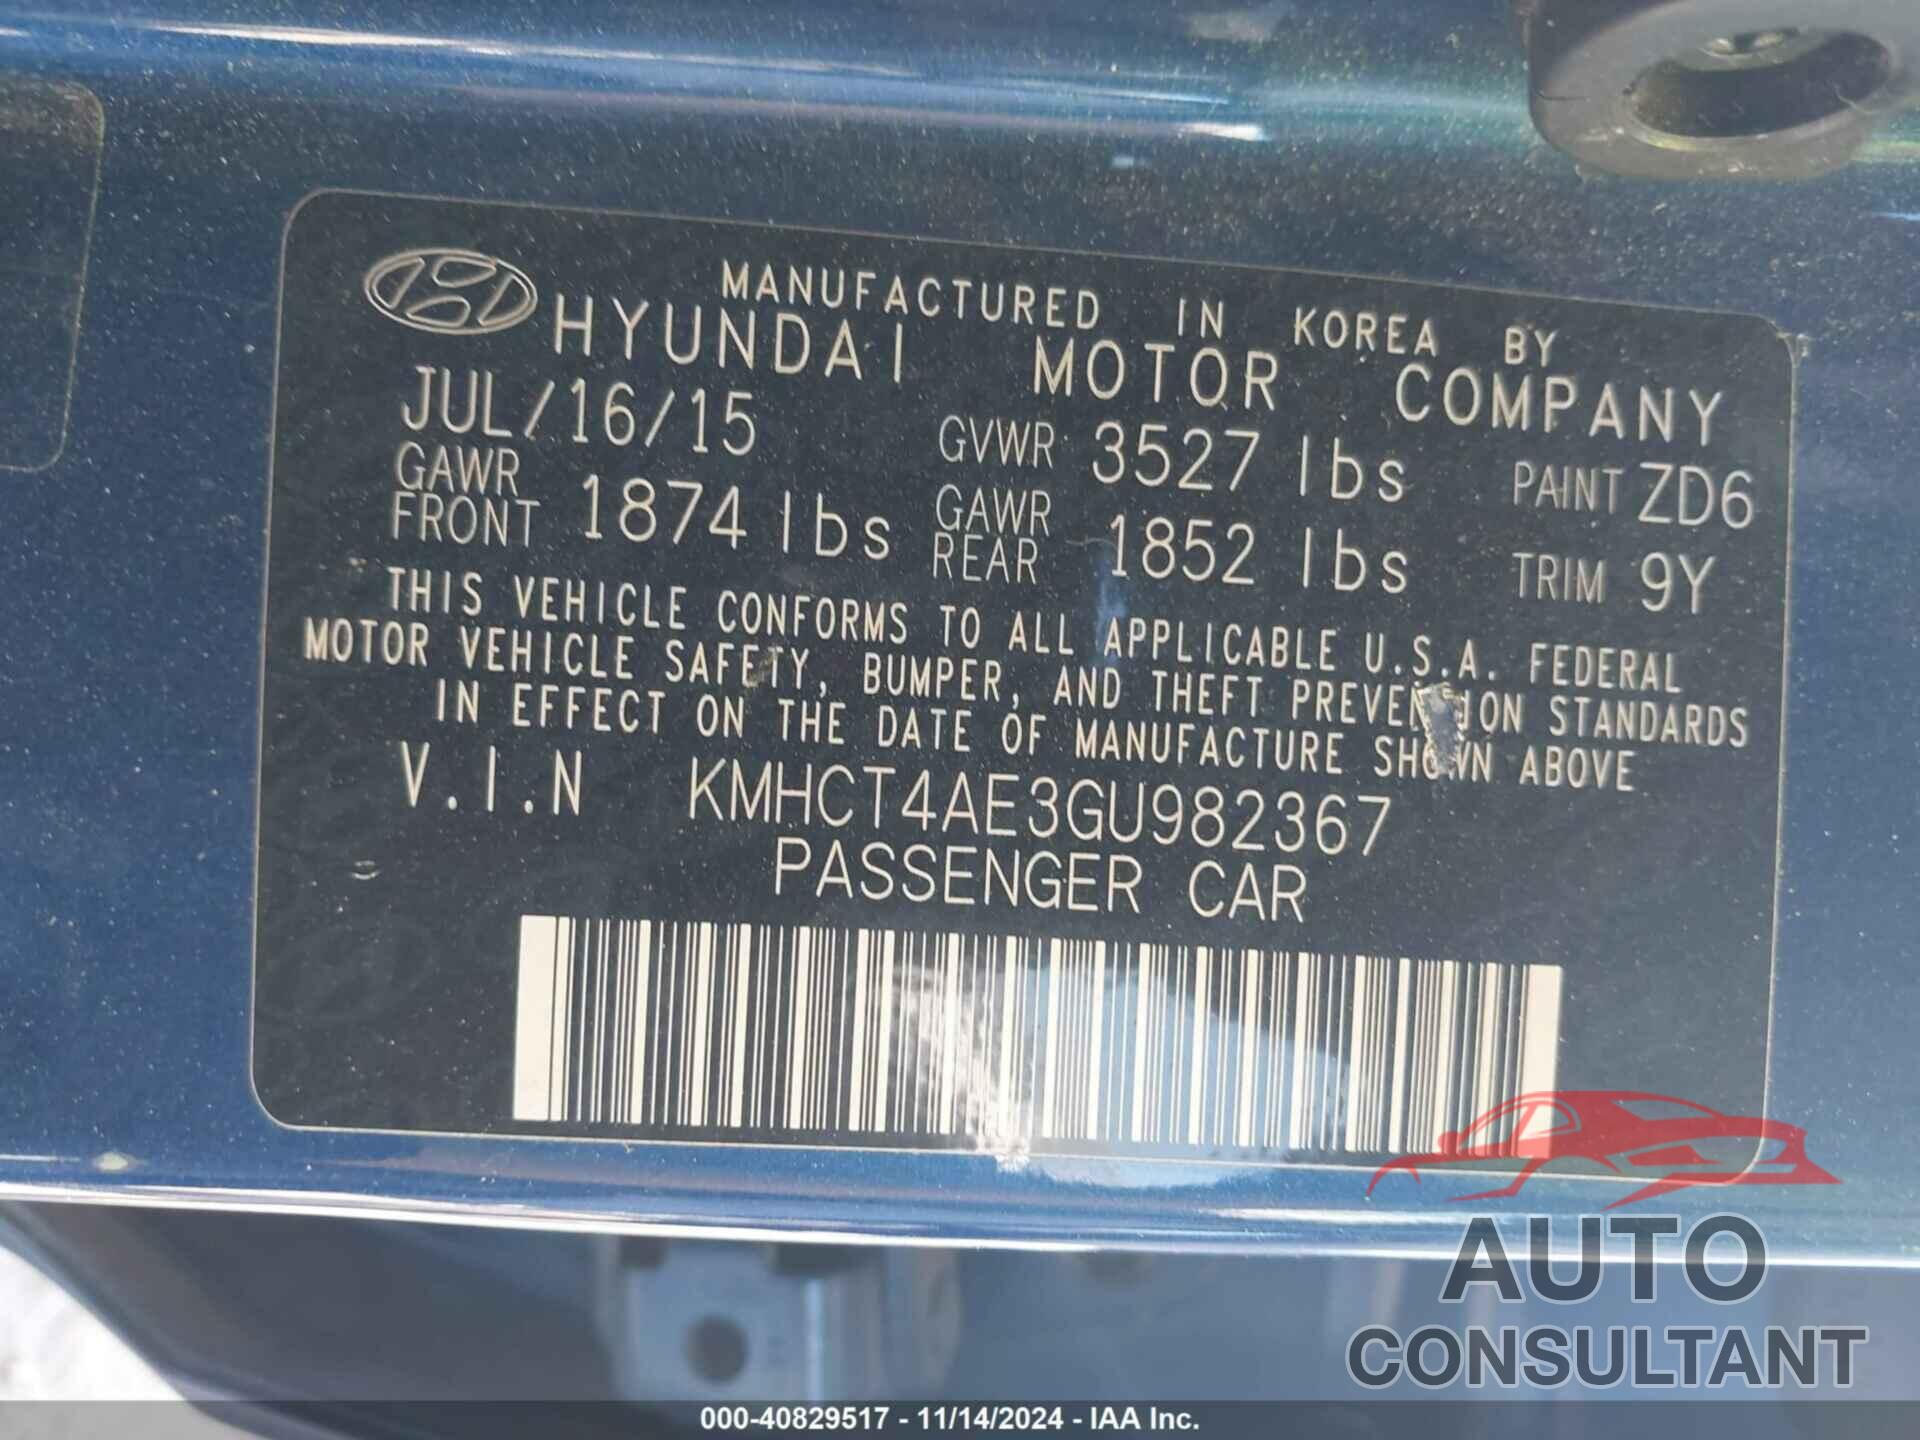 MANUFACTURED IN KOREA BY
HYUNDAI MOTOR COMPANY
JUL/16/15 GVWR 3527 lbs PAINT ZD6
GAWR FRONT 1874 lbs GAWR REAR 1852 lbs TRIM 9Y
THIS VEHICLE CONFORMS TO ALL APPLICABLE U.S.A. FEDERAL
MOTOR VEHICLE SAFETY, BUMPER, AND THEFT PREVENTION STANDARDS
IN EFFECT ON THE DATE OF MANUFACTURE SHOWN ABOVE
V.I.N KMHCT4AE3GU982367
PASSENGER CAR
AUTO
CONSULTANT
000-40829517 - 11/14/2024 - IAA Inc.